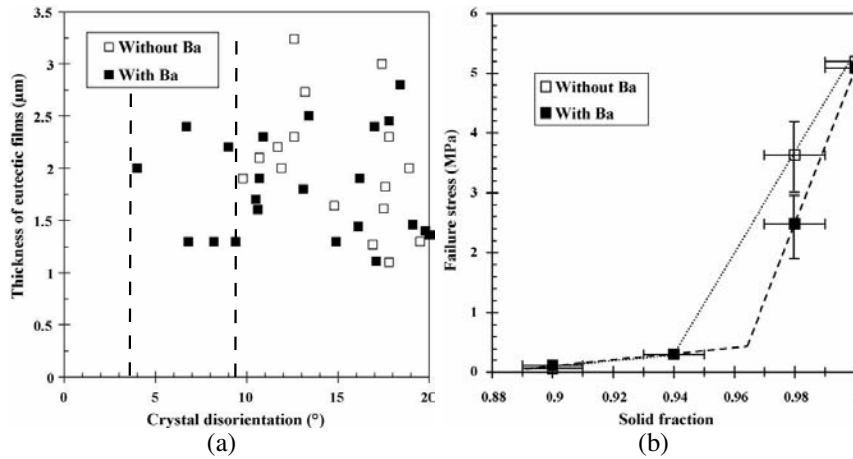 3.5
3
2.5
2
1.5
1
0.5
0
Without Ba
With Ba
Thickness of eutectic films (µm)
0
5
10
15
20
Crystal disorientation (°)
(a)
6
5
4
3
2
1
0
Without Ba
With Ba
Failure stress (MPa)
0.88
0.9
0.92
0.94
0.96
0.98
Solid fraction
(b)